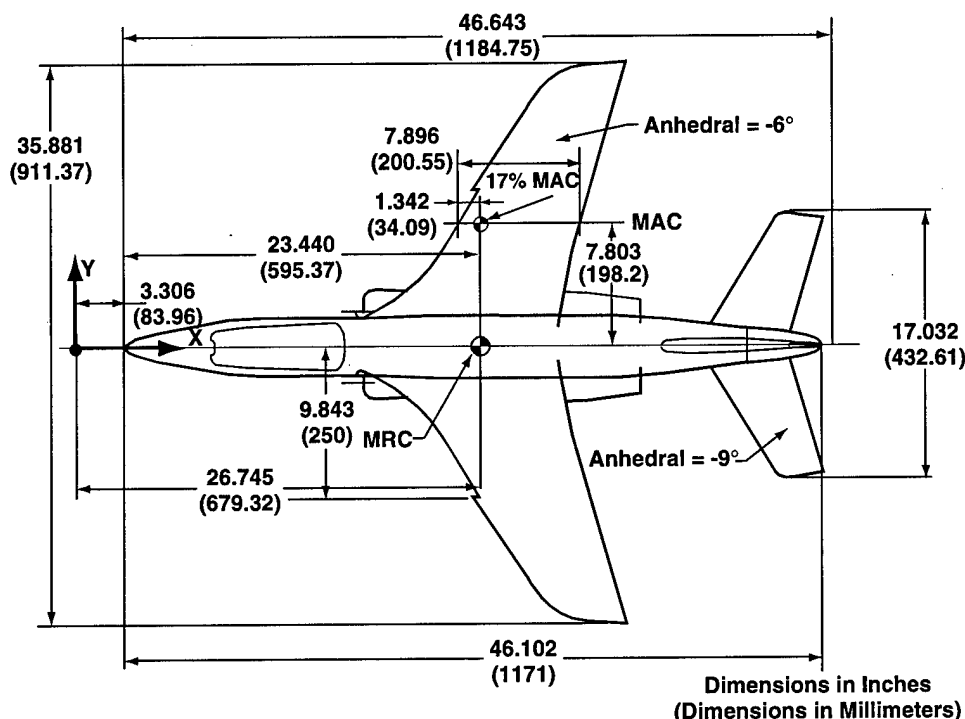 46.643
(1184.75)
35.881
(911.37)
7.896
(200.55)
Anhedral = -6°
17% MAC
1.342
(34.09)
MAC
23.440
(595.37)
7.803
(198.2)
Y
3.306
(83.96)
X
17.032
(432.61)
9.843
(250)
MRC
Anhedral = -9°
26.745
(679.32)
46.102
(1171)
Dimensions in Inches
(Dimensions in Millimeters)